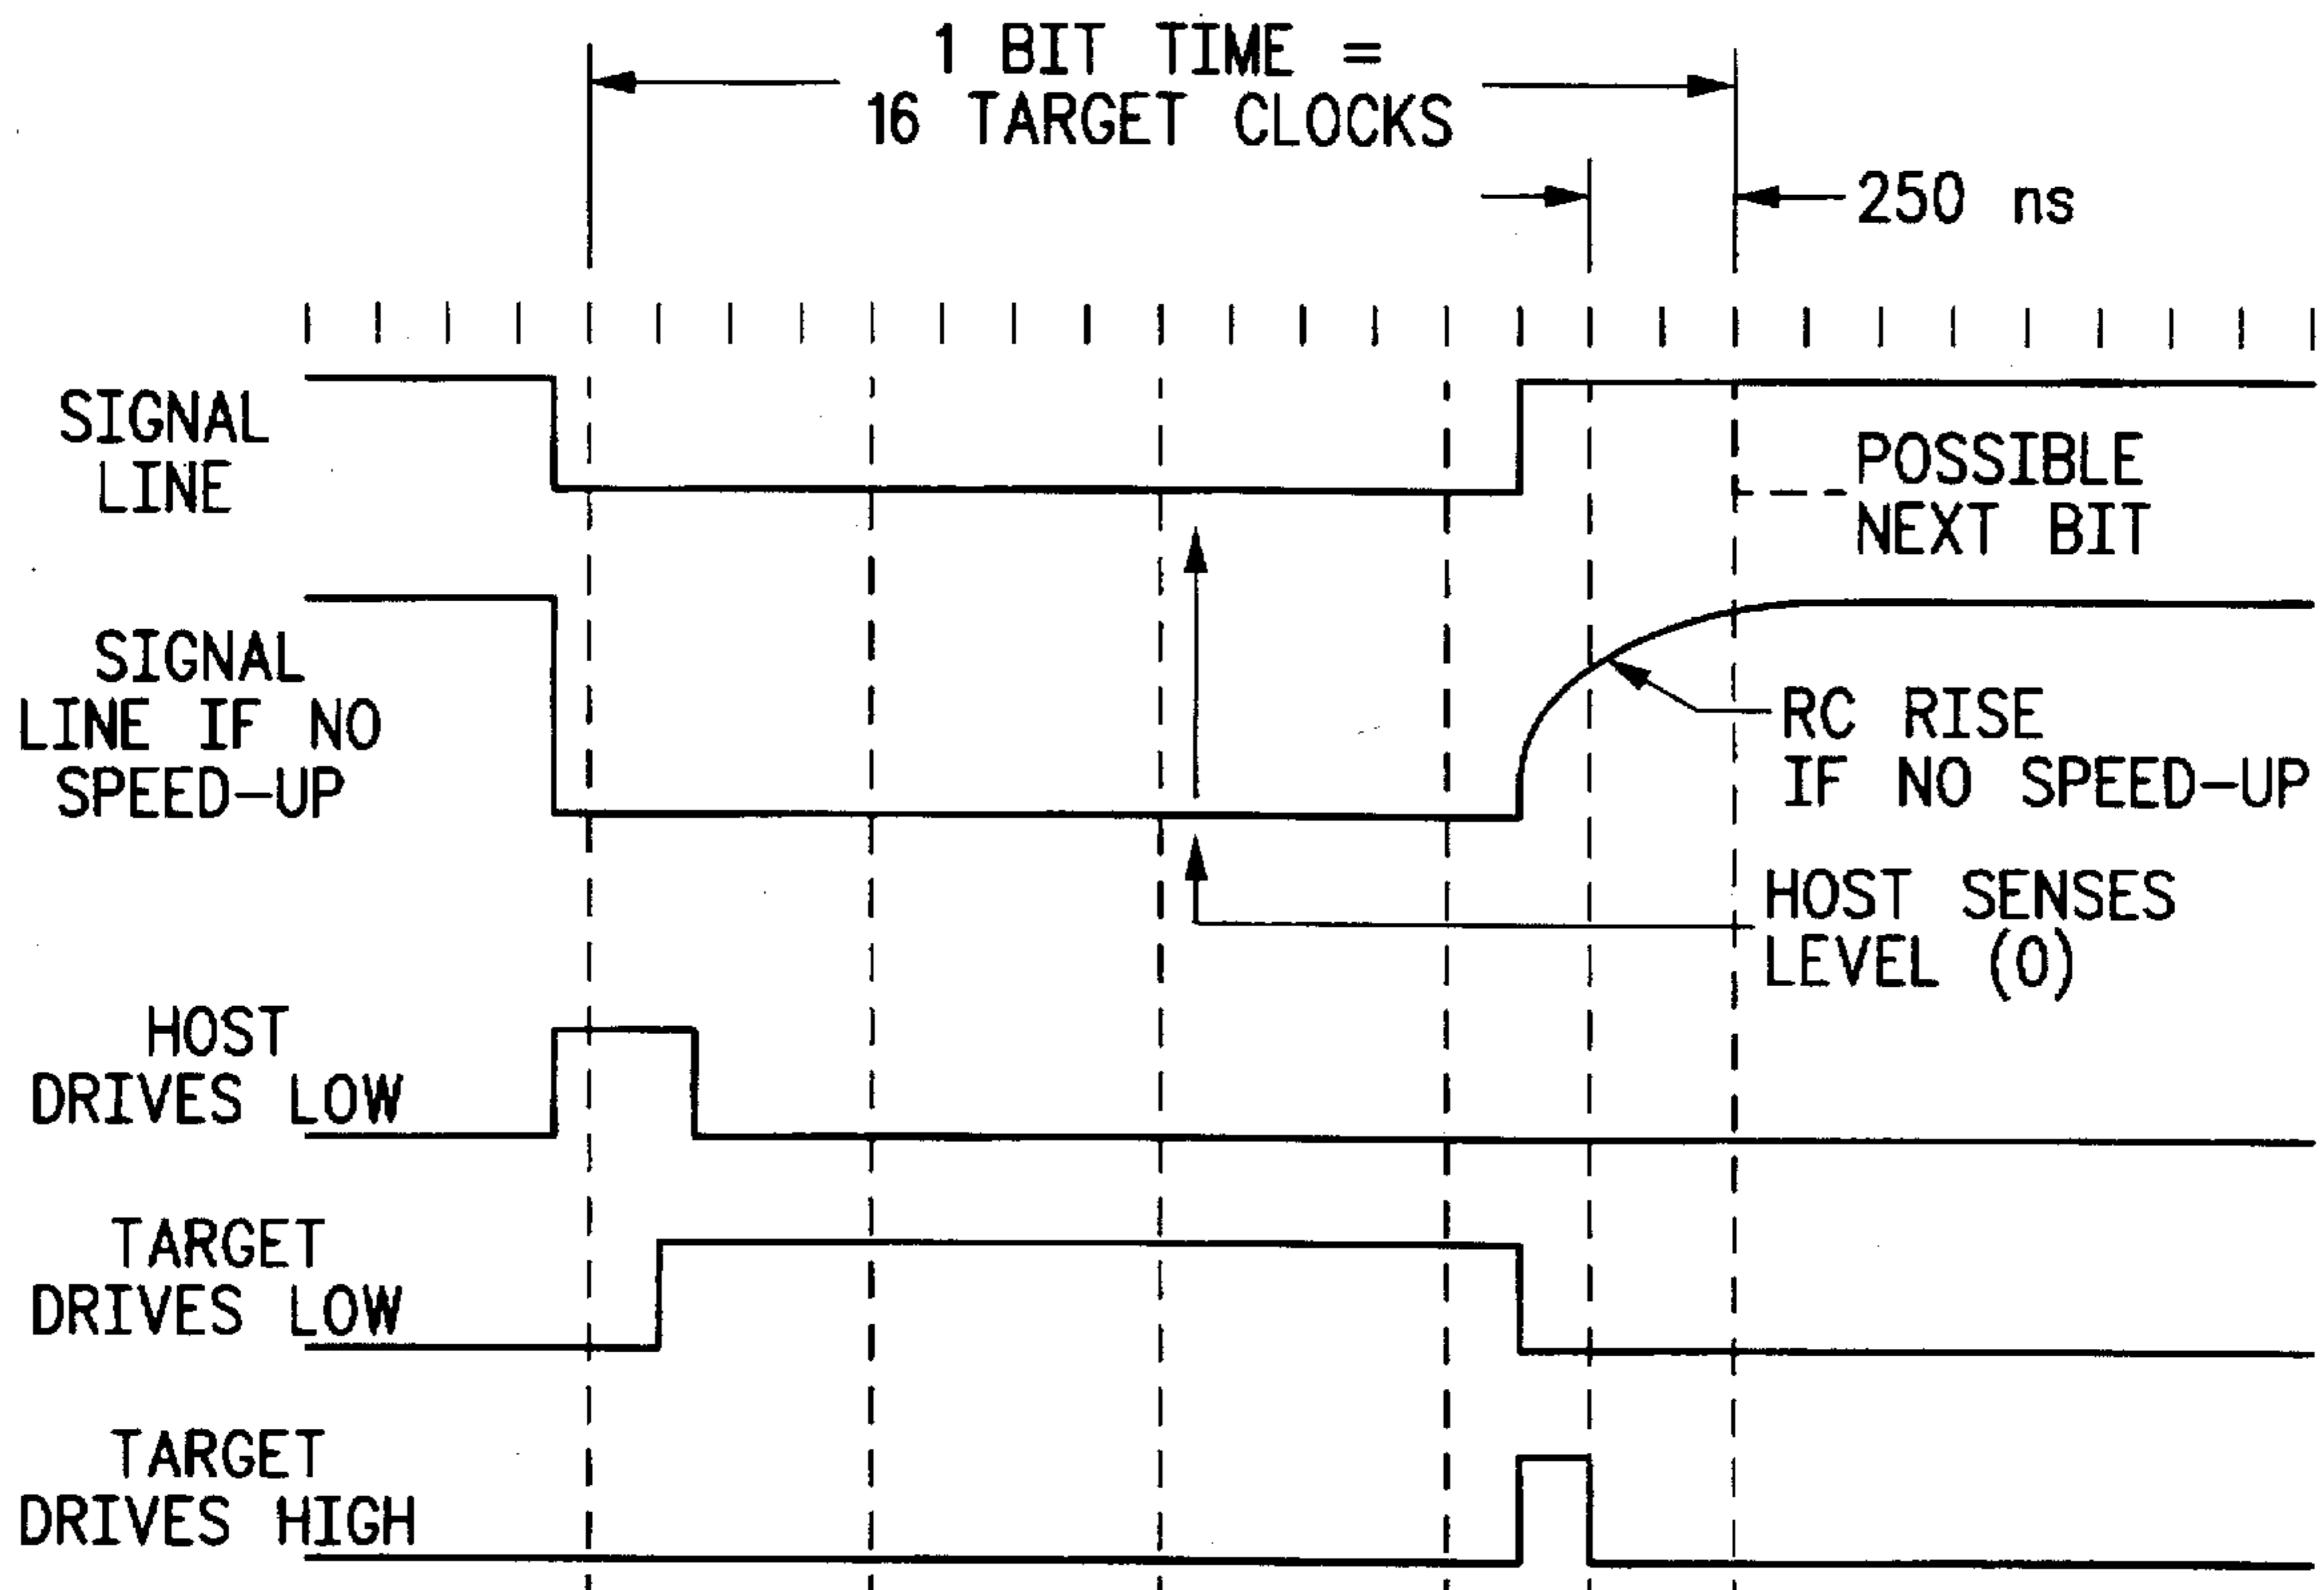 1 BIT TIME =
16 TARGET CLOCKS
250 ns
SIGNAL
LINE
POSSIBLE
NEXT BIT
SIGNAL
LINE IF NO
SPEED-UP
RC RISE
IF NO SPEED-UP
HOST SENSES
LEVEL (0)
HOST
DRIVES LOW
TARGET
DRIVES LOW
TARGET
DRIVES HIGH